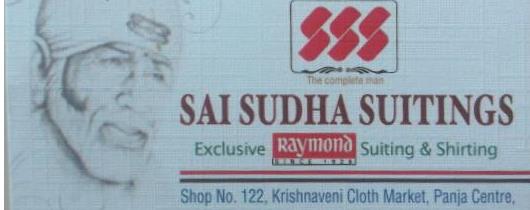 SSS
The complete man
SAI SUDHA SUITINGS
Exclusive Raymond Suiting & Shirting
SINCE 1925
Shop No. 122, Krishnaveni Cloth Market, Panja Centre,